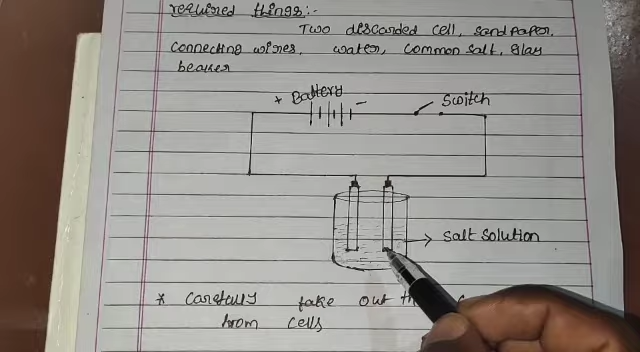 required things:-
Two discarded cell, sand paper,
connecting wires, water, common salt, glass
beaker
+ Battery -
Switch
Salt solution
* Carefully take out
from cells